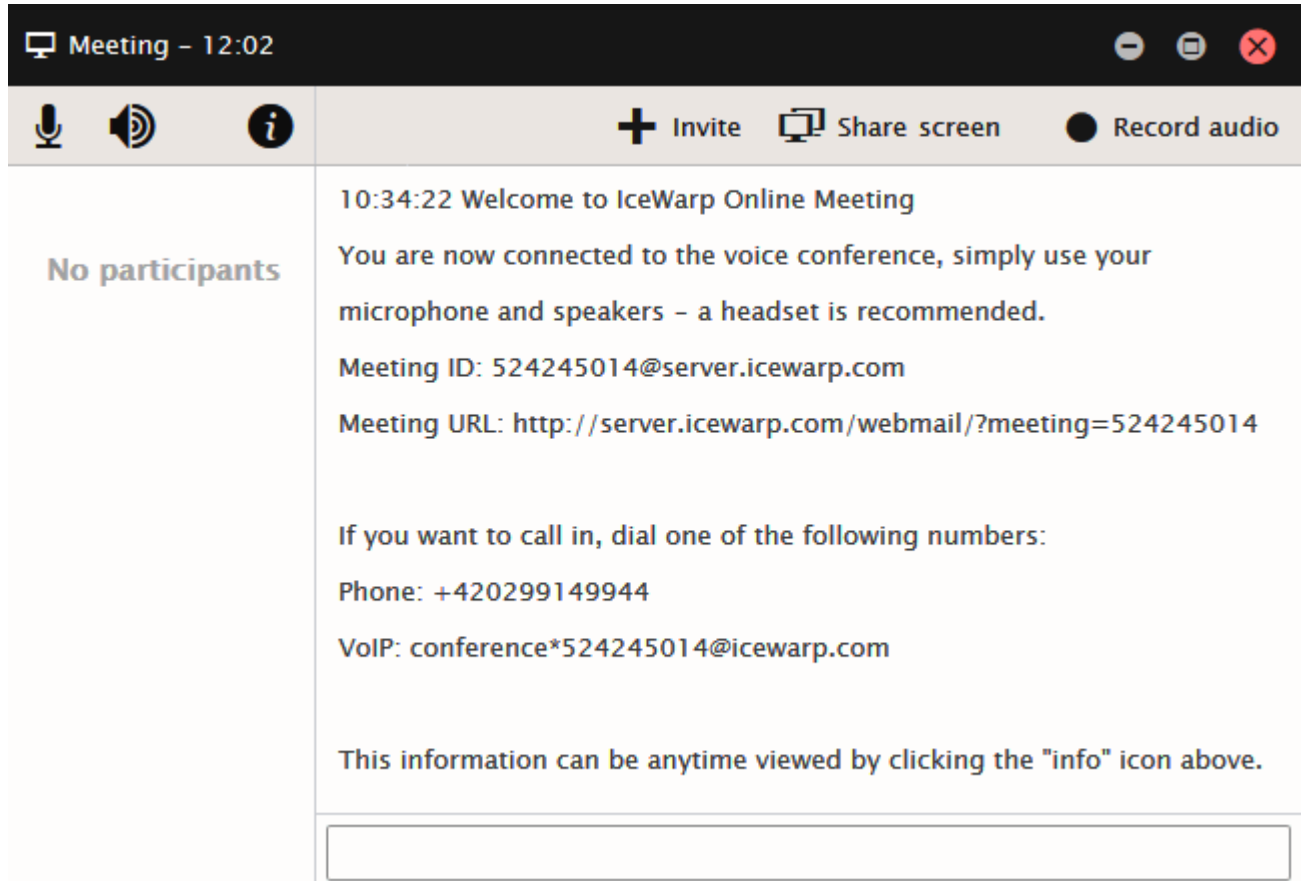 Meeting – 12:02
Invite
Share screen
Record audio
No participants
10:34:22 Welcome to IceWarp Online Meeting
You are now connected to the voice conference, simply use your
microphone and speakers – a headset is recommended.
Meeting ID: 524245014@server.icewarp.com
Meeting URL: http://server.icewarp.com/webmail/?meeting=524245014
If you want to call in, dial one of the following numbers:
Phone: +420299149944
VoIP: conference*524245014@icewarp.com
This information can be anytime viewed by clicking the "info" icon above.